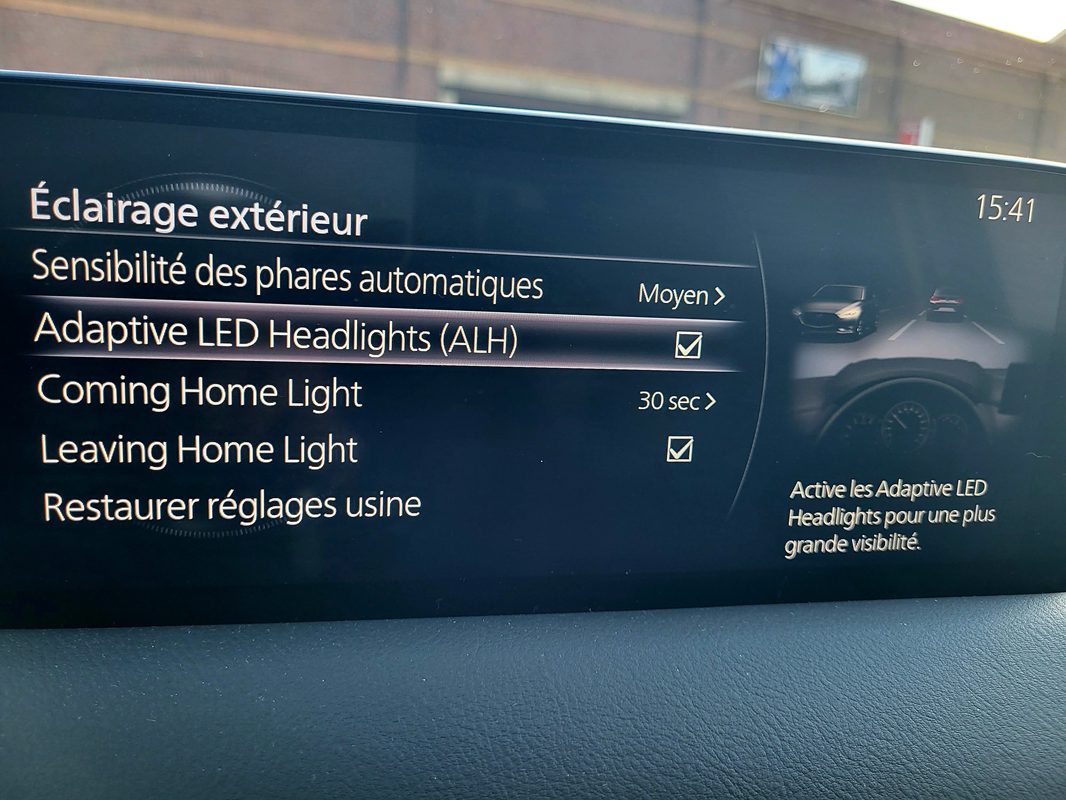 Éclairage extérieur
15:41
Sensibilité des phares automatiques Moyen >
Adaptive LED Headlights (ALH)
Coming Home Light 30 sec >
Leaving Home Light
Restaurer réglages usine
Active les Adaptive LED
Headlights pour une plus
grande visibilité.